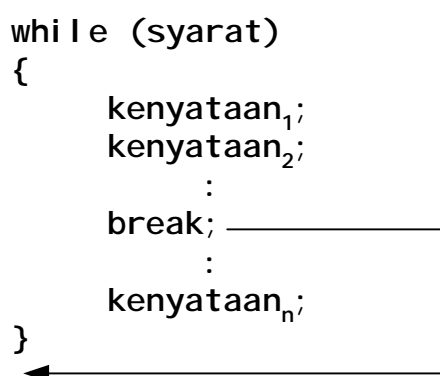 while (syarat)
{
kenyataan₁;
kenyataan₂;
:
break;
:
kenyataanₙ;
}